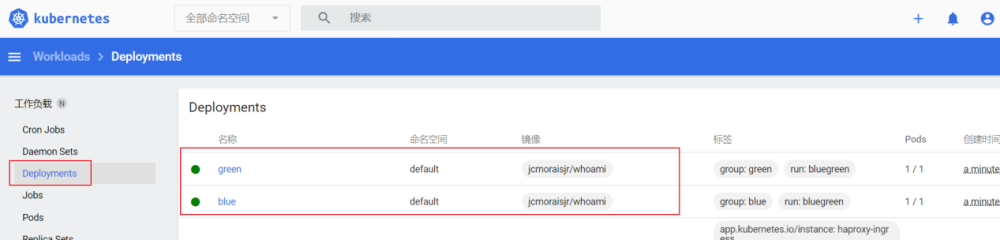 kubernetes 全部命名空间 搜索
Workloads > Deployments
工作负载 N
Cron Jobs
Daemon Sets
Deployments
Jobs
Pods
Replica Sets
Deployments
名称 命名空间 镜像 标签 Pods 创建时间
green default jcmoraisjr/whoami group: green run: bluegreen 1 / 1 a minute
blue default jcmoraisjr/whoami group: blue run: bluegreen 1 / 1 a minute
app.kubernetes.io/instance: haproxy-ingr
ess